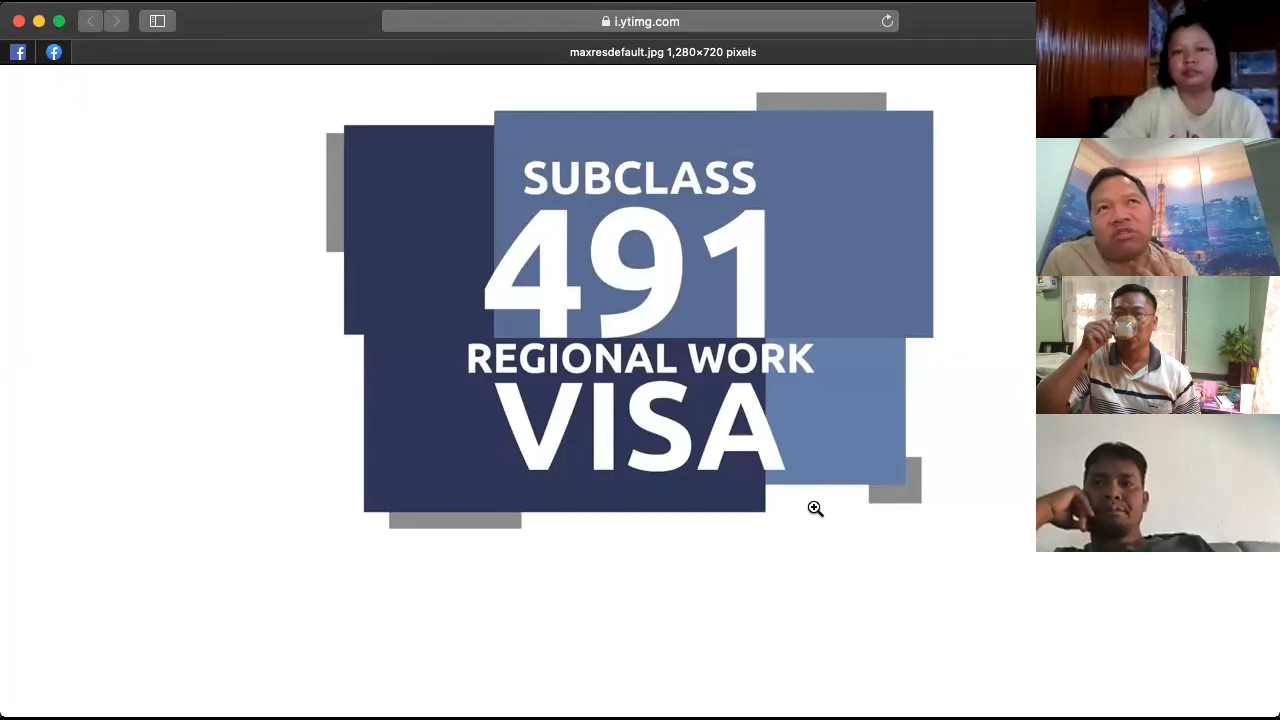 i.ytimg.com
maxresdefault.jpg 1,280×720 pixels
SUBCLASS
491
REGIONAL WORK
VISA